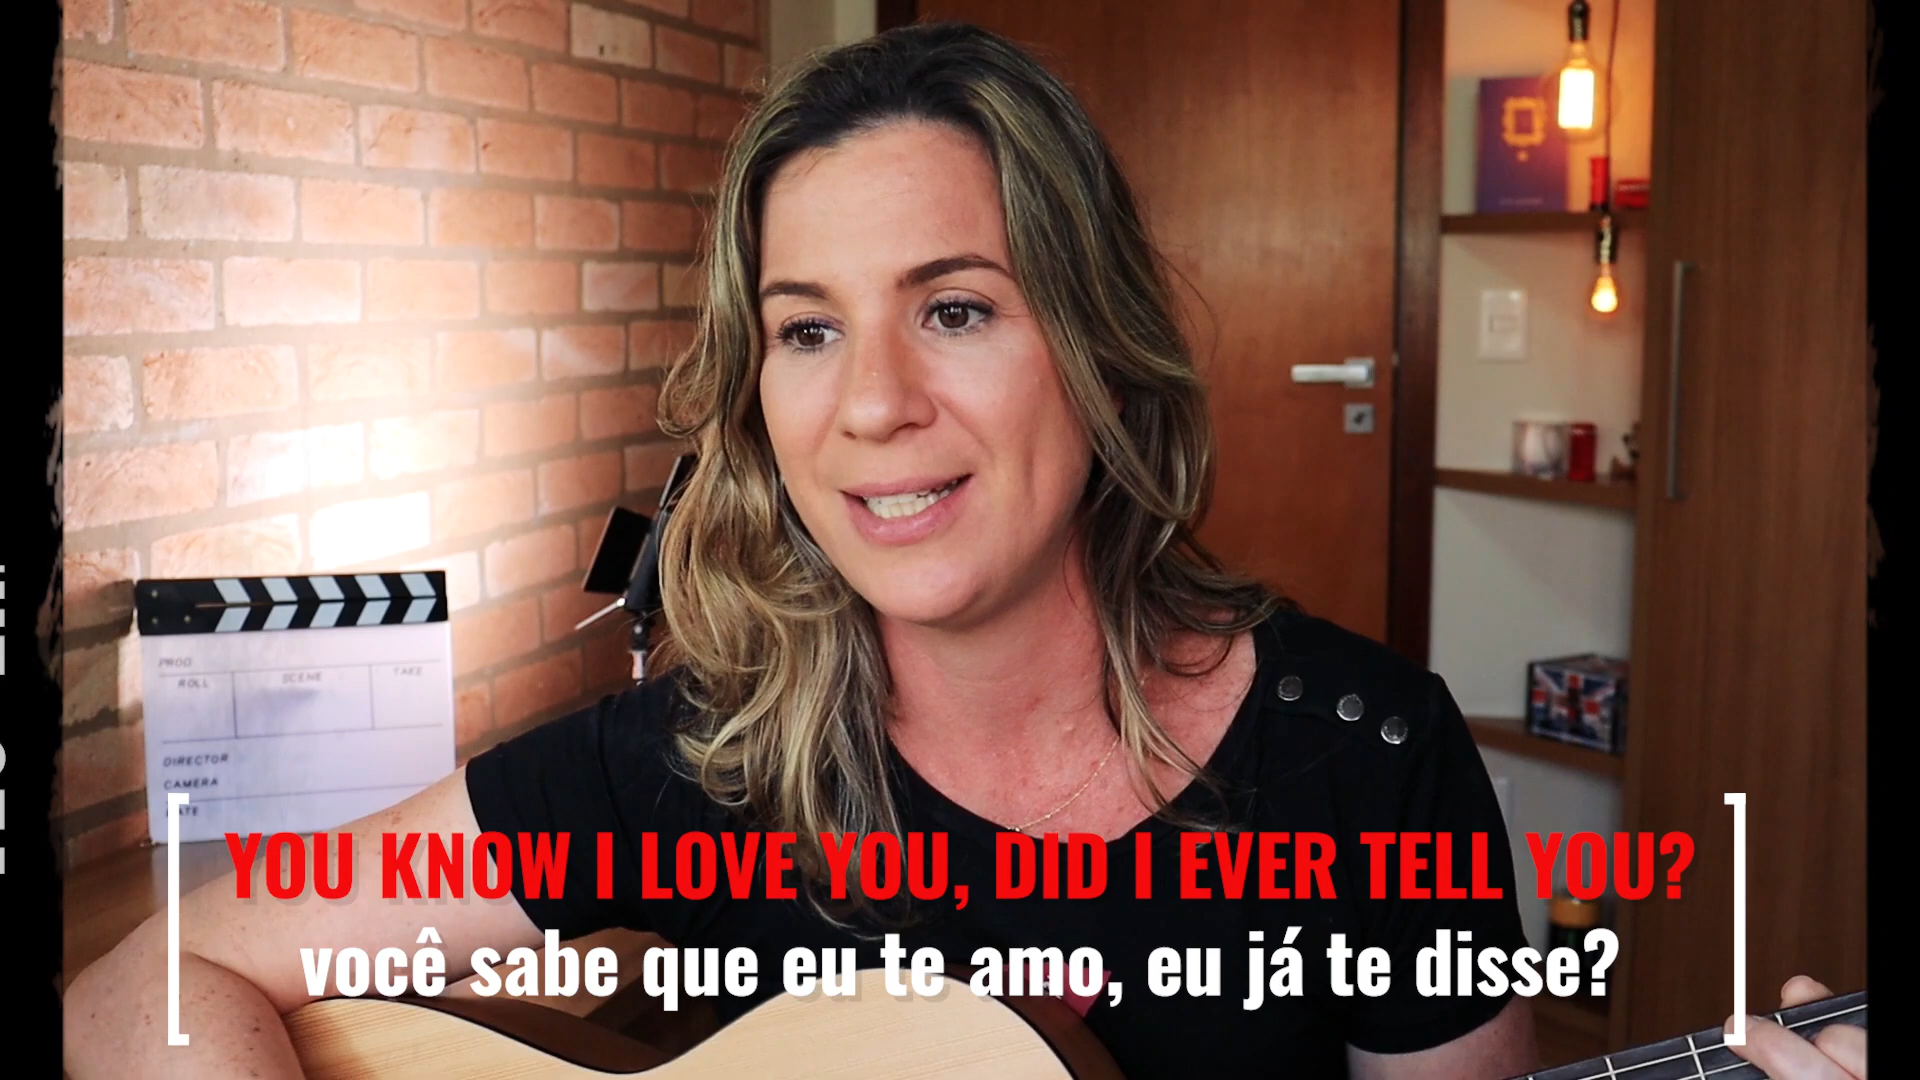 PROD
ROLL
SCENE
TAKE
DIRECTOR
CAMERA
YOU KNOW I LOVE YOU, DID I EVER TELL YOU?
você sabe que eu te amo, eu já te disse?